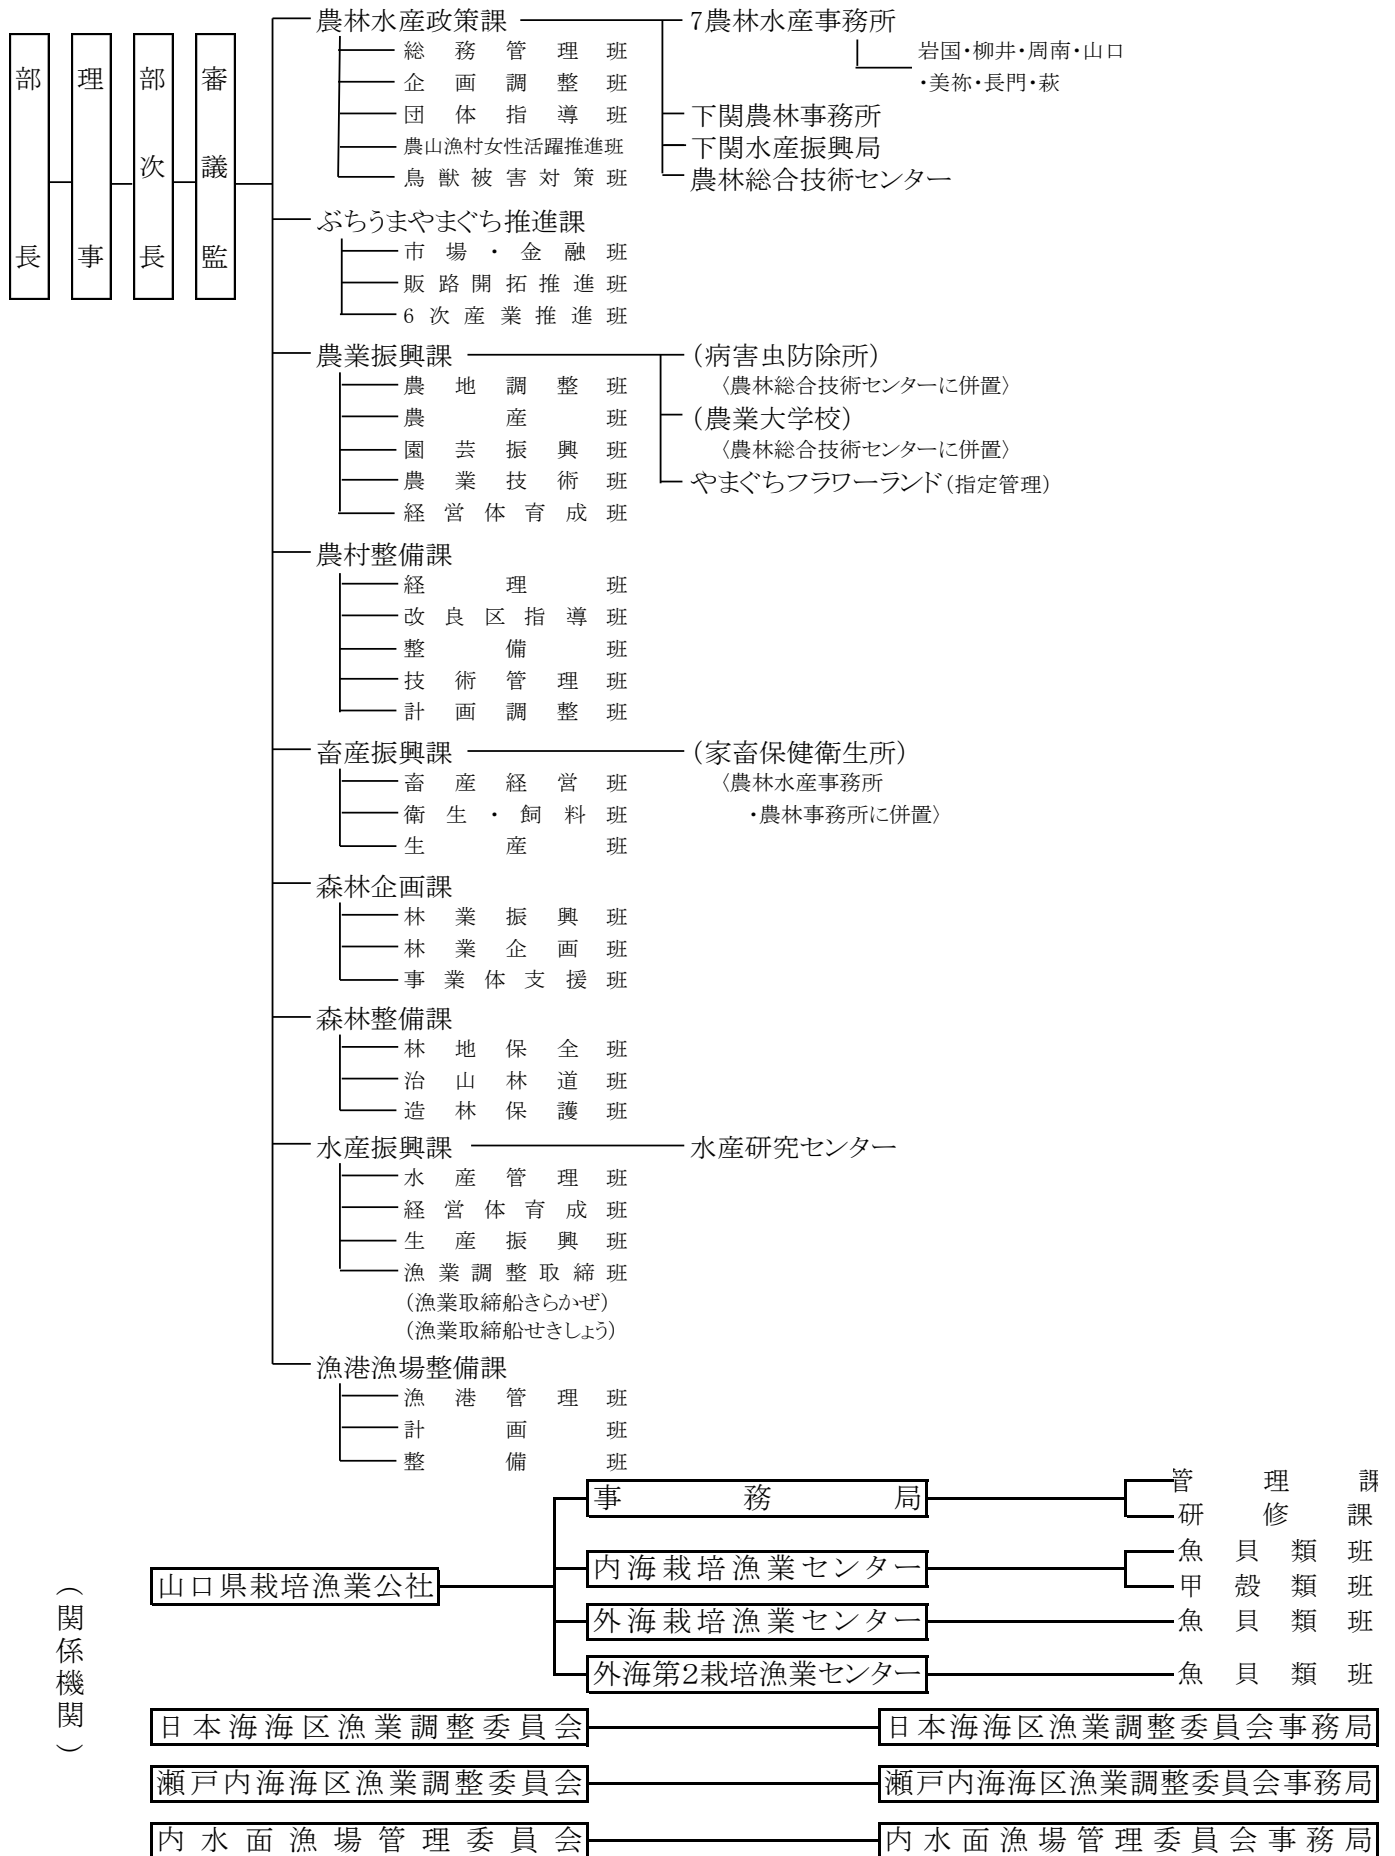 部長
理事
部次長
審議監
農林水産政策課
総務管理班
企画調整班
団体指導班
農山漁村女性活躍推進班
鳥獣被害対策班
7農林水産事務所
岩国・柳井・周南・山口
・美祢・長門・萩
下関農林事務所
下関水産振興局
農林総合技術センター
ぶちうまやまぐち推進課
市場・金融班
販路開拓推進班
6次産業推進班
農業振興課
農地調整班
農産班
園芸振興班
農業技術班
経営体育成班
(病害虫防除所)
〈農林総合技術センターに併置〉
(農業大学校)
〈農林総合技術センターに併置〉
やまぐちフラワーランド(指定管理)
農村整備課
経理班
改良区指導班
整備班
技術管理班
計画調整班
畜産振興課
畜産経営班
衛生・飼料班
生産班
(家畜保健衛生所)
〈農林水産事務所
・農林事務所に併置〉
森林企画課
林業振興班
林業企画班
事業体支援班
森林整備課
林地保全班
治山林道班
造林保護班
水産振興課
水産管理班
経営体育成班
生産振興班
漁業調整取締班
(漁業取締船きらかぜ)
(漁業取締船せきしょう)
水産研究センター
漁港漁場整備課
漁港管理班
計画班
整備班
(関係機関)
山口県栽培漁業公社
事務局
管理課
研修課
内海栽培漁業センター
魚貝類班
甲殻類班
外海栽培漁業センター
魚貝類班
外海第2栽培漁業センター
魚貝類班
日本海海区漁業調整委員会
日本海海区漁業調整委員会事務局
瀬戸内海海区漁業調整委員会
瀬戸内海海区漁業調整委員会事務局
内水面漁場管理委員会
内水面漁場管理委員会事務局